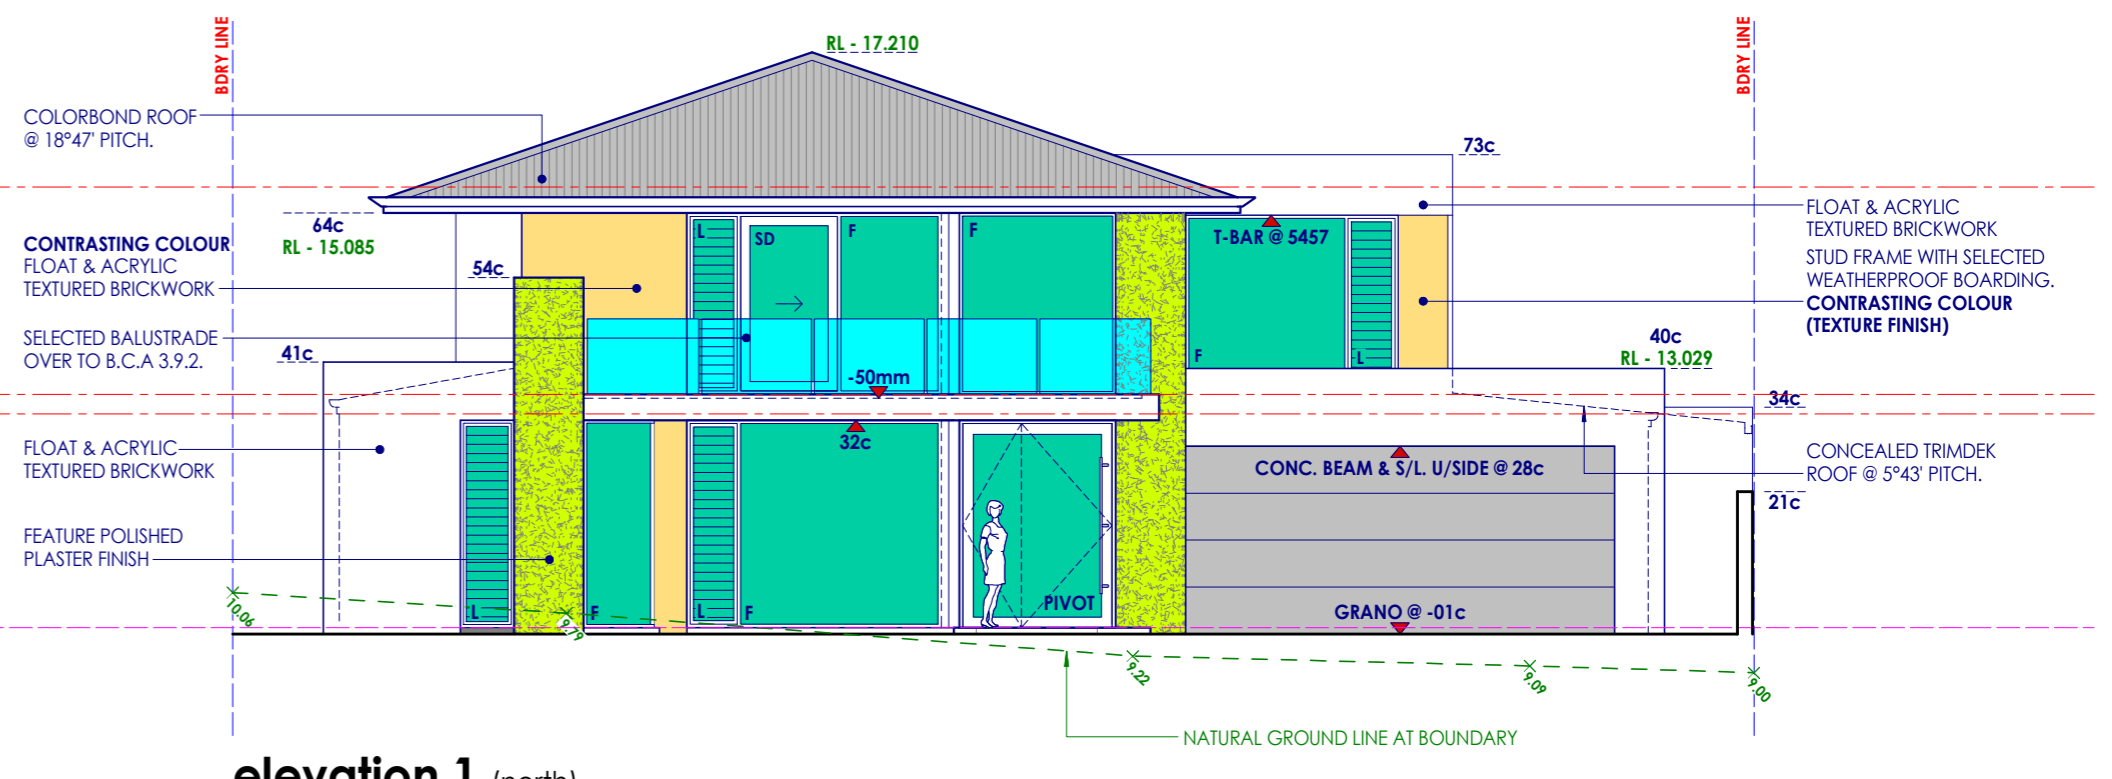 BDRY LINE
BDRY LINE
RL - 17.210
COLORBOND ROOF
@ 18°47' PITCH.
73c
64c
RL - 15.085
CONTRASTING COLOUR
FLOAT & ACRYLIC
TEXTURED BRICKWORK
54c
SELECTED BALUSTRADE
OVER TO B.C.A 3.9.2.
41c
FLOAT & ACRYLIC
TEXTURED BRICKWORK
FEATURE POLISHED
PLASTER FINISH
L
SD
F
F
T-BAR @ 5457
F
L
FLOAT & ACRYLIC
TEXTURED BRICKWORK
STUD FRAME WITH SELECTED
WEATHERPROOF BOARDING.
CONTRASTING COLOUR
(TEXTURE FINISH)
40c
RL - 13.029
-50mm
34c
32c
CONC. BEAM & S/L. U/SIDE @ 28c
CONCEALED TRIMDEK
ROOF @ 5°43' PITCH.
21c
L
F
L
F
PIVOT
GRANO @ -01c
10.06
9.79
9.22
9.09
9.00
NATURAL GROUND LINE AT BOUNDARY
elevation 1 (north)